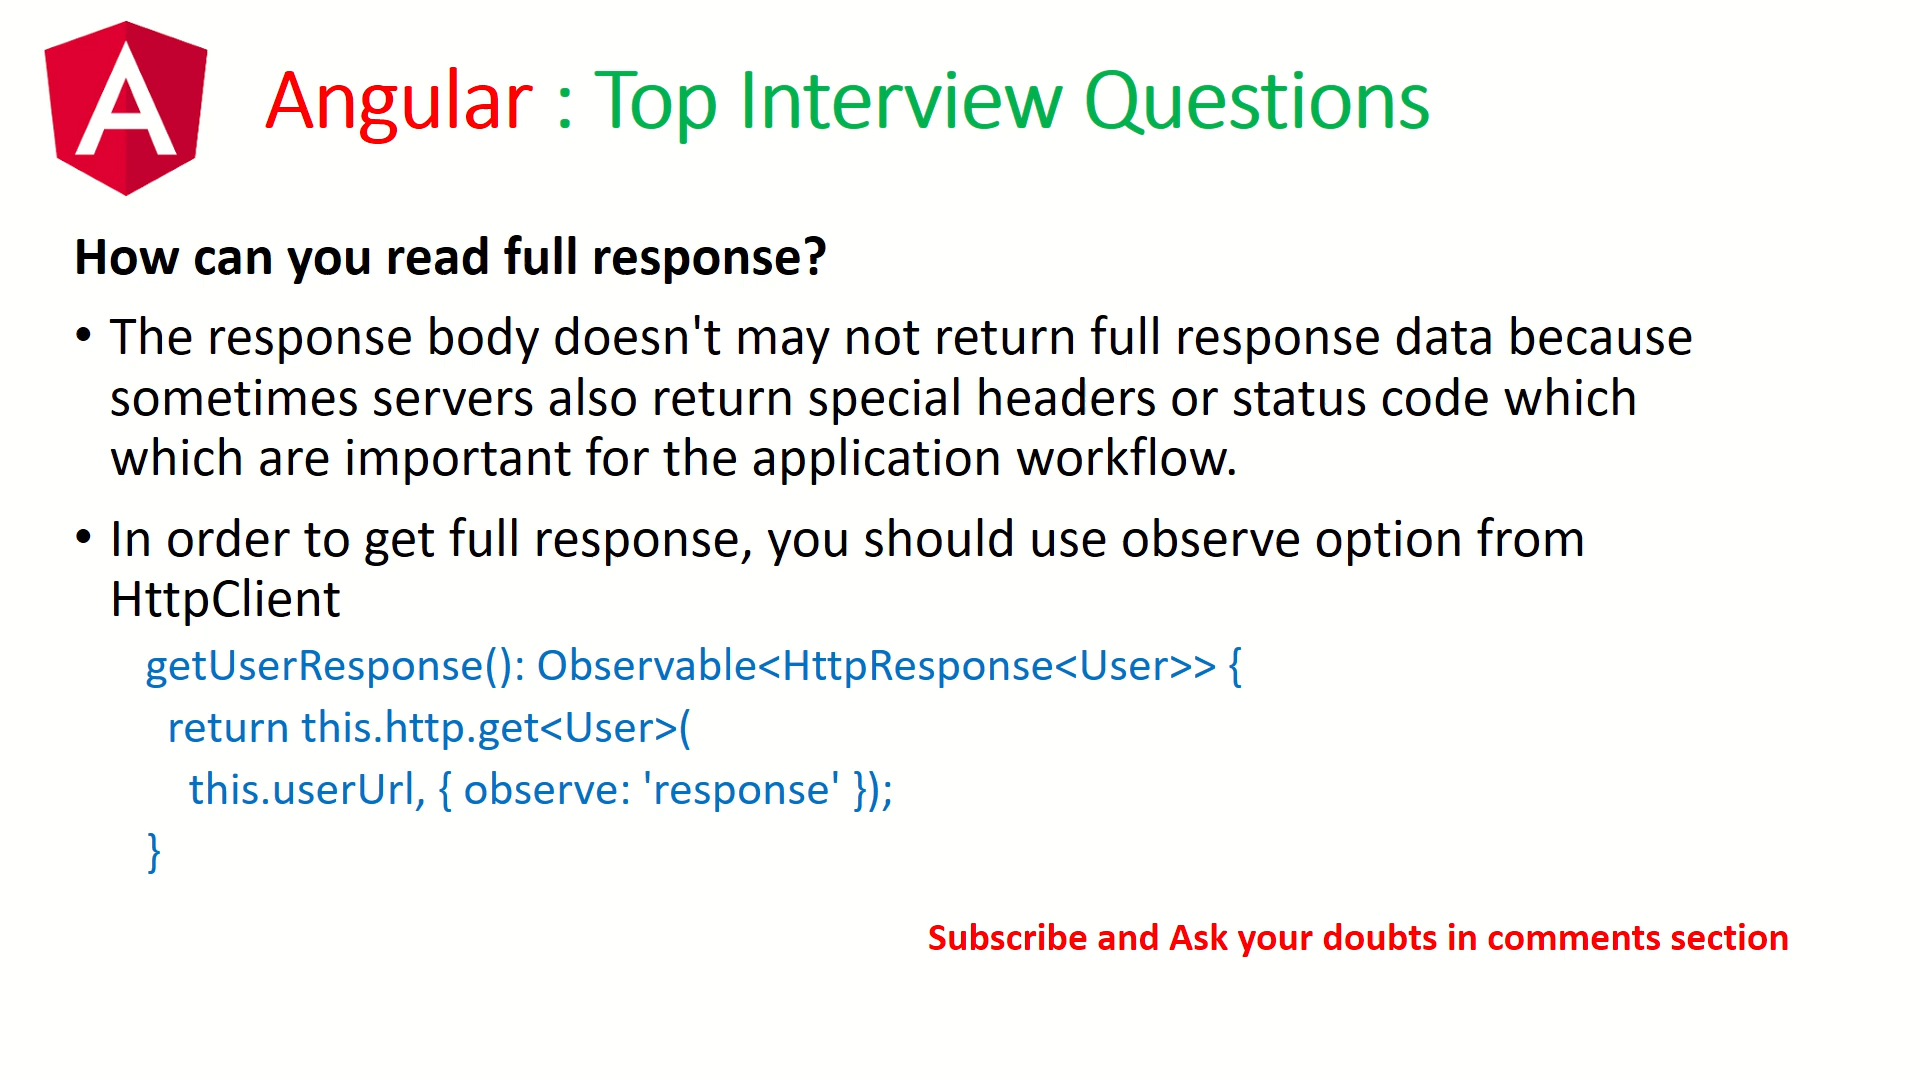 Angular : Top Interview Questions
How can you read full response?
• The response body doesn't may not return full response data because
sometimes servers also return special headers or status code which
which are important for the application workflow.
• In order to get full response, you should use observe option from
HttpClient
getUserResponse(): Observable<HttpResponse<User>> {
return this.http.get<User>(
this.userUrl, { observe: 'response' });
}
Subscribe and Ask your doubts in comments section